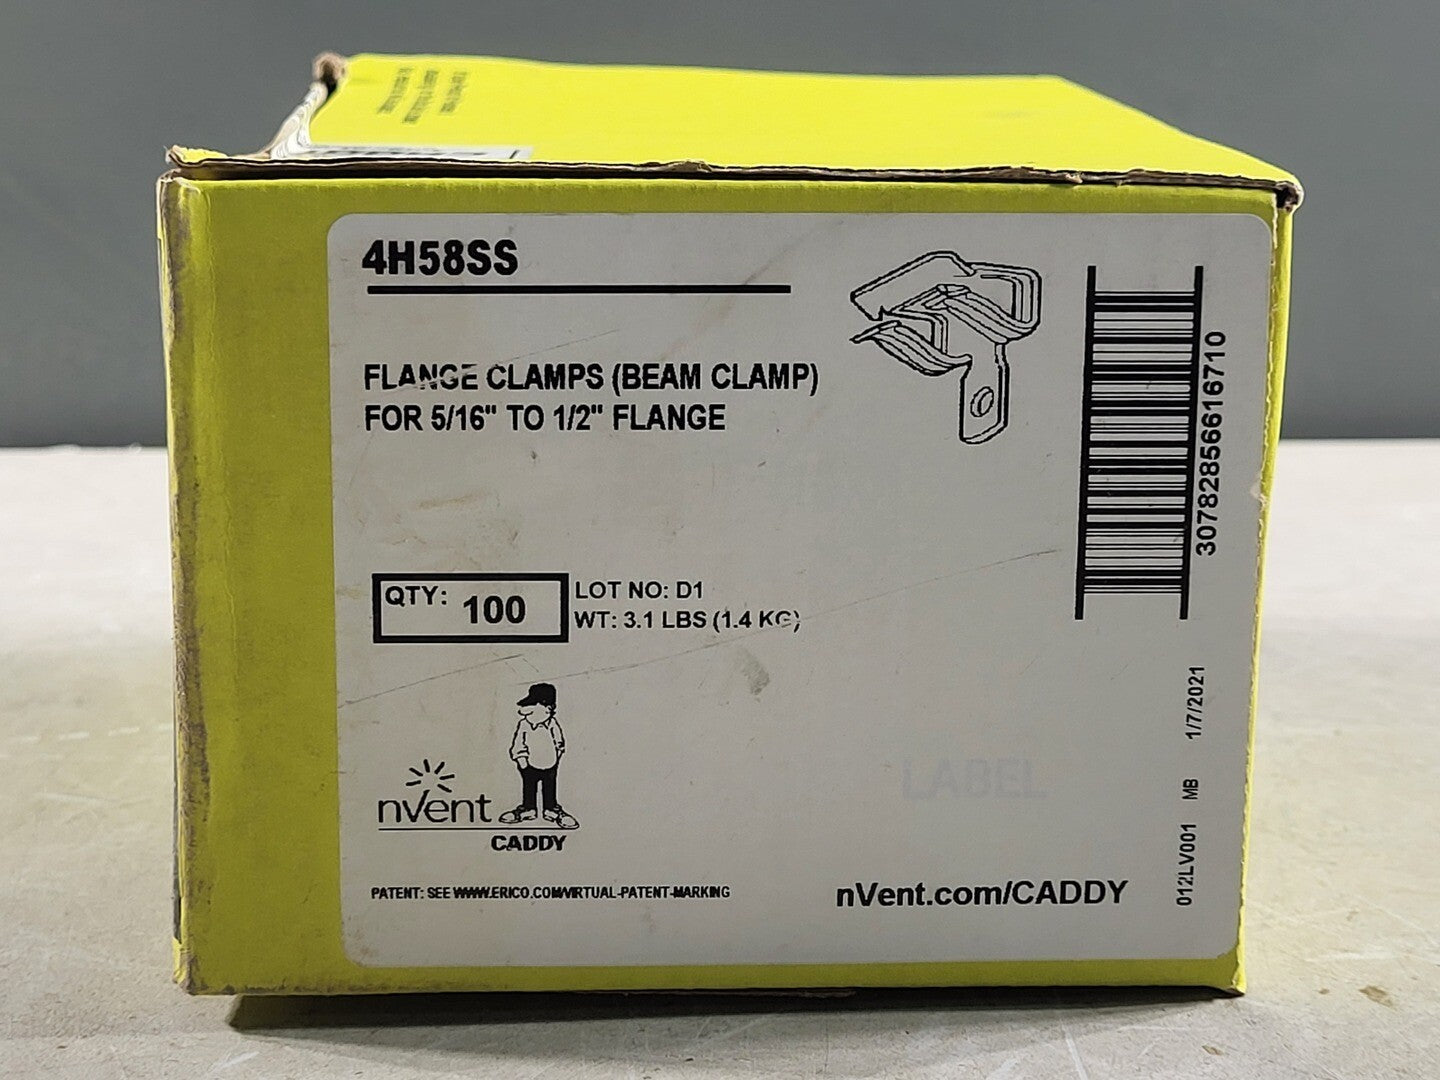 4H58SS
FLANGE CLAMPS (BEAM CLAMP)
FOR 5/16" TO 1/2" FLANGE
QTY: 100
LOT NO: D1
WT: 3.1 LBS (1.4 KG)
30782856616710
nVent
CADDY
LABEL
PATENT: SEE WWW.ERICO.COM/VIRTUAL-PATENT-MARKING
nVent.com/CADDY
012LV001 MB 1/7/2021